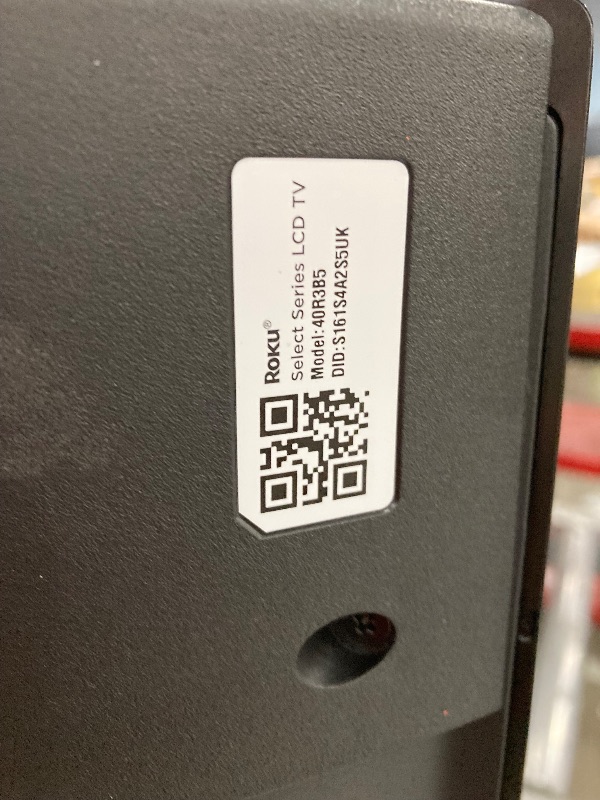 Roku®
Select Series LCD TV
Model:40R3B5
DID:S161S4A2S5UK